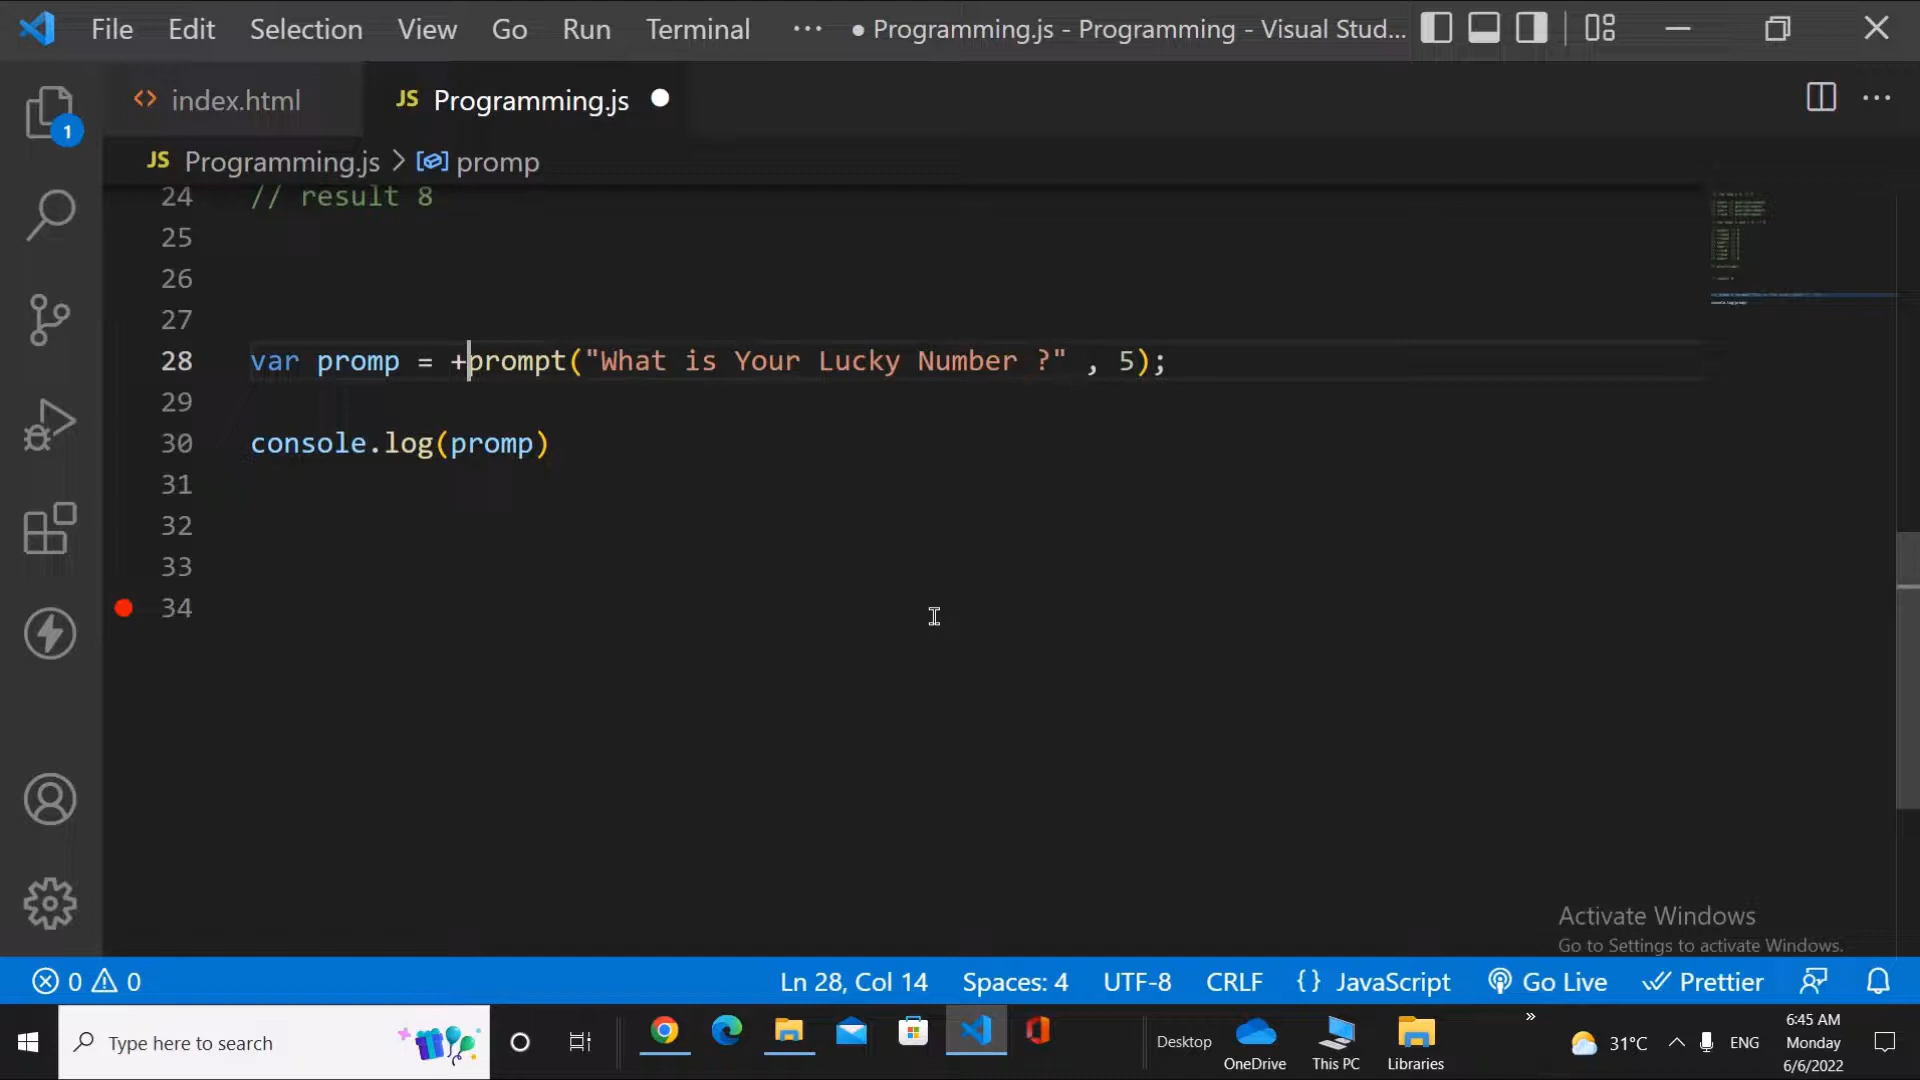 File Edit Selection View Go Run Terminal ··· ● Programming.js - Programming - Visual Stud...
index.html JS Programming.js ●
JS Programming.js > promp
1
24 // result 8
25
26
27
28 var promp = +prompt("What is Your Lucky Number ?" , 5);
29
30 console.log(promp)
31
32
33
34
Activate Windows
Go to Settings to activate Windows.
0 0 Ln 28, Col 14 Spaces: 4 UTF-8 CRLF {} JavaScript Go Live Prettier
Type here to search Desktop OneDrive This PC Libraries » 31°C ENG
6:45 AM
Monday
6/6/2022